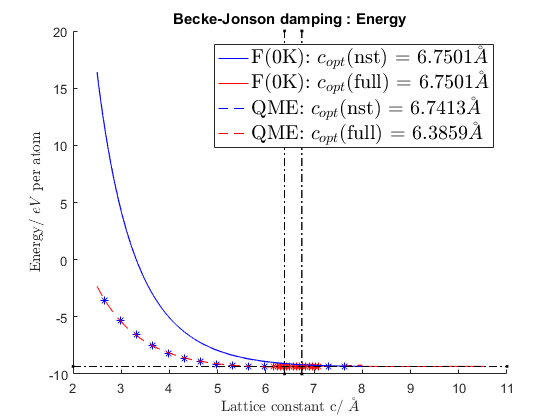 Becke-Jonson damping : Energy
F(0K): c_opt(nst) = 6.7501Å
F(0K): c_opt(full) = 6.7501Å
QME: c_opt(nst) = 6.7413Å
QME: c_opt(full) = 6.3859Å
Energy/ eV per atom
20
15
10
5
0
-5
-10
2 3 4 5 6 7 8 9 10 11
Lattice constant c/ Å